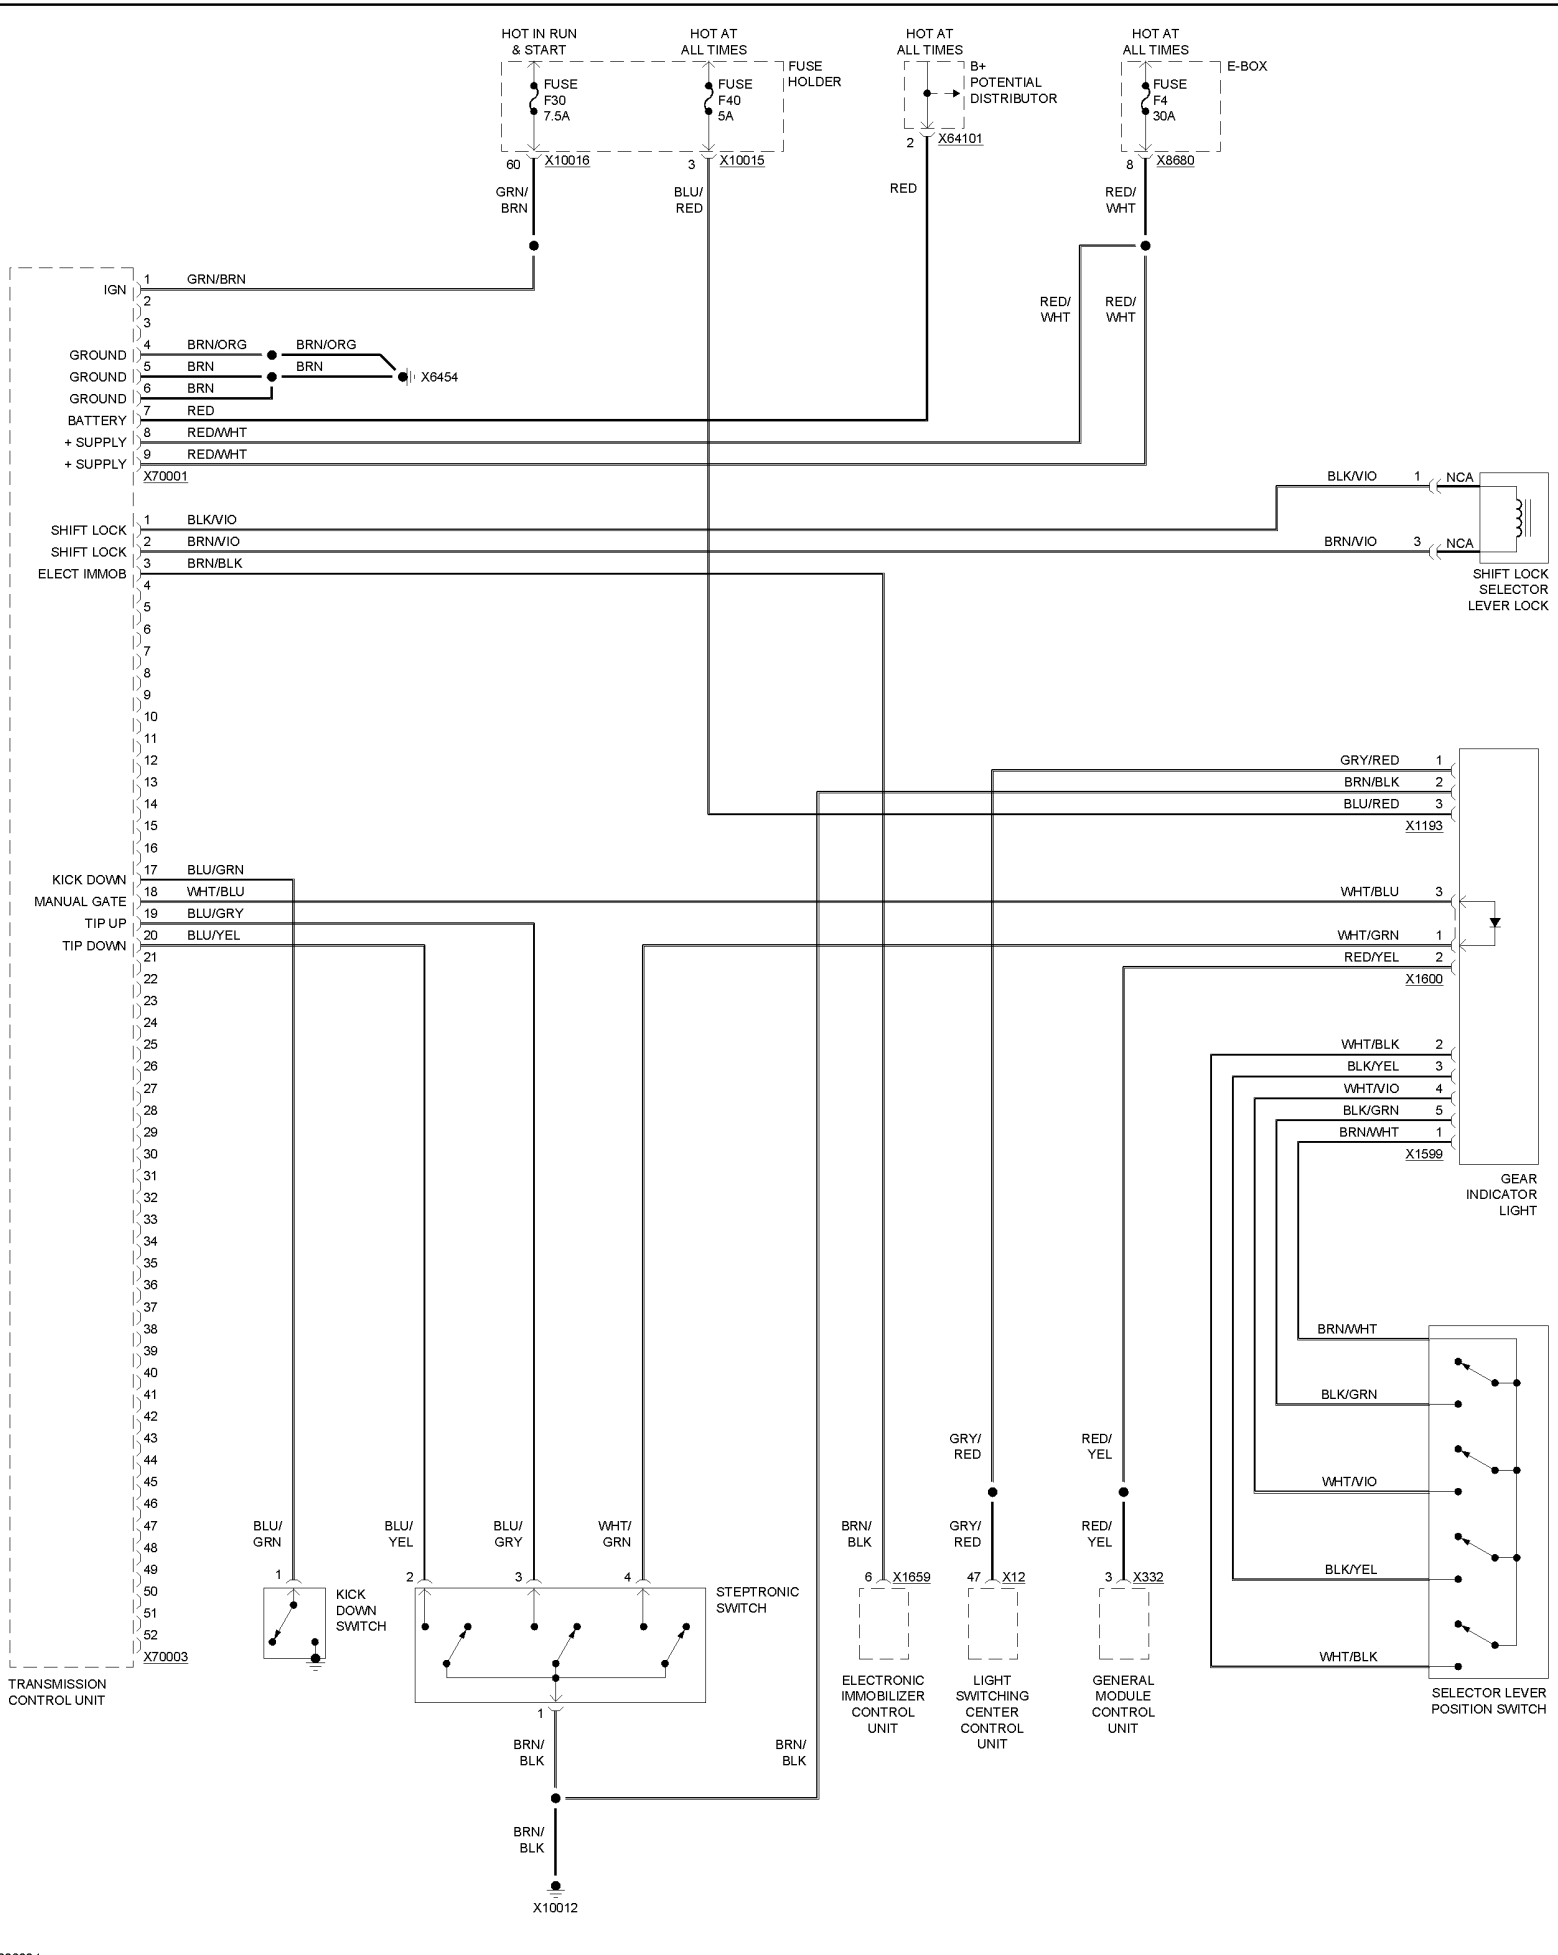 HOT IN RUN
& START
HOT AT
ALL TIMES
HOT AT
ALL TIMES
HOT AT
ALL TIMES
FUSE
F30
7.5A
FUSE
F40
5A
FUSE
HOLDER
B+
POTENTIAL
DISTRIBUTOR
FUSE
F4
30A
E-BOX
60 X10016
3 X10015
2 X64101
8 X8680
GRN/
BRN
BLU/
RED
RED
RED/
WHT
RED/
WHT
RED/
WHT
IGN 1 GRN/BRN
2
3
GROUND 4 BRN/ORG BRN/ORG
GROUND 5 BRN BRN X6454
GROUND 6 BRN
BATTERY 7 RED
+ SUPPLY 8 RED/WHT
+ SUPPLY 9 RED/WHT
X70001
BLK/VIO 1 NCA
BRN/VIO 3 NCA
SHIFT LOCK
SELECTOR
LEVER LOCK
SHIFT LOCK 1 BLK/VIO
SHIFT LOCK 2 BRN/VIO
ELECT IMMOB 3 BRN/BLK
4
5
6
7
8
9
10
11
12
13
14
15
16
KICK DOWN 17 BLU/GRN
MANUAL GATE 18 WHT/BLU
TIP UP 19 BLU/GRY
TIP DOWN 20 BLU/YEL
21
22
23
24
25
26
27
28
29
30
31
32
33
34
35
36
37
38
39
40
41
42
43
44
45
46
47
48
49
50
51
52
X70003
TRANSMISSION
CONTROL UNIT
GRY/RED 1
BRN/BLK 2
BLU/RED 3
X1193
WHT/BLU 3
WHT/GRN 1
RED/YEL 2
X1600
WHT/BLK 2
BLK/YEL 3
WHT/VIO 4
BLK/GRN 5
BRN/WHT 1
X1599
GEAR
INDICATOR
LIGHT
BRN/WHT
BLK/GRN
WHT/VIO
BLK/YEL
WHT/BLK
SELECTOR LEVER
POSITION SWITCH
GRY/
RED
RED/
YEL
BLU/
GRN
BLU/
YEL
BLU/
GRY
WHT/
GRN
BRN/
BLK
GRY/
RED
RED/
YEL
1
2
3
4
6 X1659
47 X12
3 X332
KICK
DOWN
SWITCH
STEPTRONIC
SWITCH
ELECTRONIC
IMMOBILIZER
CONTROL
UNIT
LIGHT
SWITCHING
CENTER
CONTROL
UNIT
GENERAL
MODULE
CONTROL
UNIT
1
BRN/
BLK
BRN/
BLK
BRN/
BLK
X10012